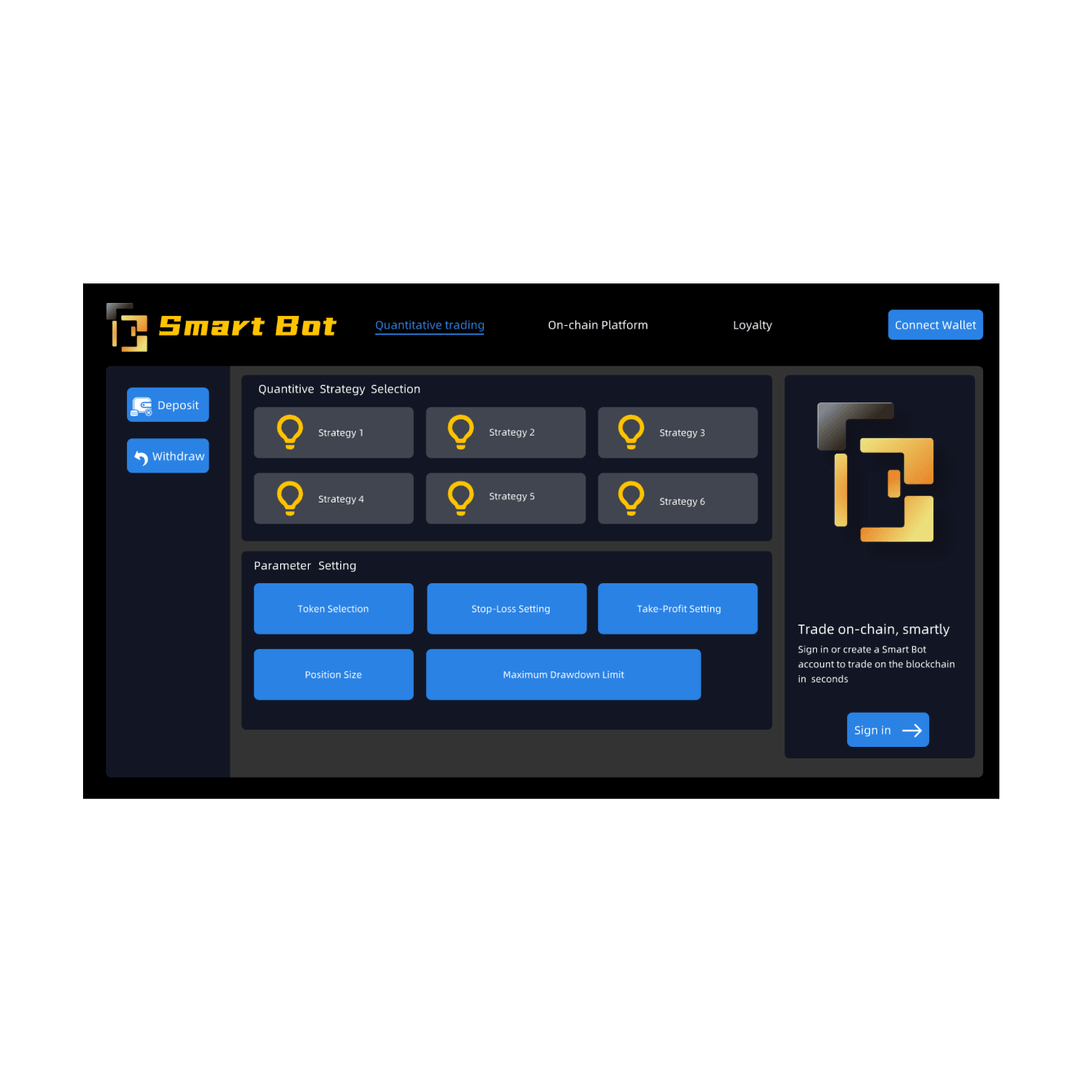 Smart Bot
Quantitative trading
On-chain Platform
Loyalty
Connect Wallet
Deposit
Withdraw
Quantitive Strategy Selection
Strategy 1
Strategy 2
Strategy 3
Strategy 4
Strategy 5
Strategy 6
Parameter Setting
Token Selection
Stop-Loss Setting
Take-Profit Setting
Position Size
Maximum Drawdown Limit
Trade on-chain, smartly
Sign in or create a Smart Bot
account to trade on the blockchain
in seconds
Sign in